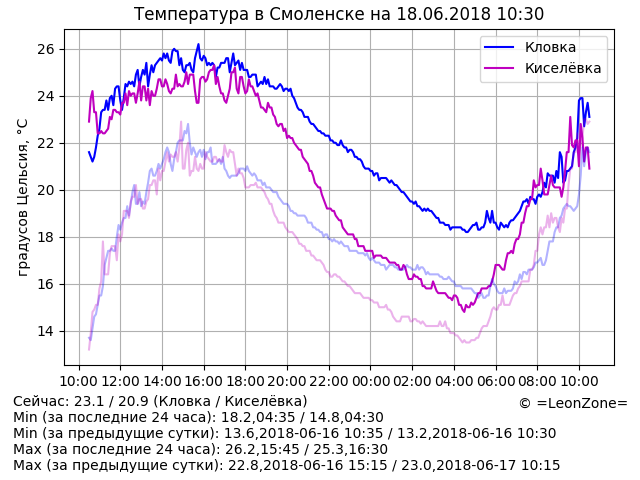 Температура в Смоленске на 18.06.2018 10:30
Кловка
Киселёвка
градусов Цельсия, °C
26
24
22
20
18
16
14
10:00 12:00 14:00 16:00 18:00 20:00 22:00 00:00 02:00 04:00 06:00 08:00 10:00
Сейчас: 23.1 / 20.9 (Кловка / Киселёвка)
© =LeonZone=
Min (за последние 24 часа): 18.2,04:35 / 14.8,04:30
Min (за предыдущие сутки): 13.6,2018-06-16 10:35 / 13.2,2018-06-16 10:30
Max (за последние 24 часа): 26.2,15:45 / 25.3,16:30
Max (за предыдущие сутки): 22.8,2018-06-16 15:15 / 23.0,2018-06-17 10:15